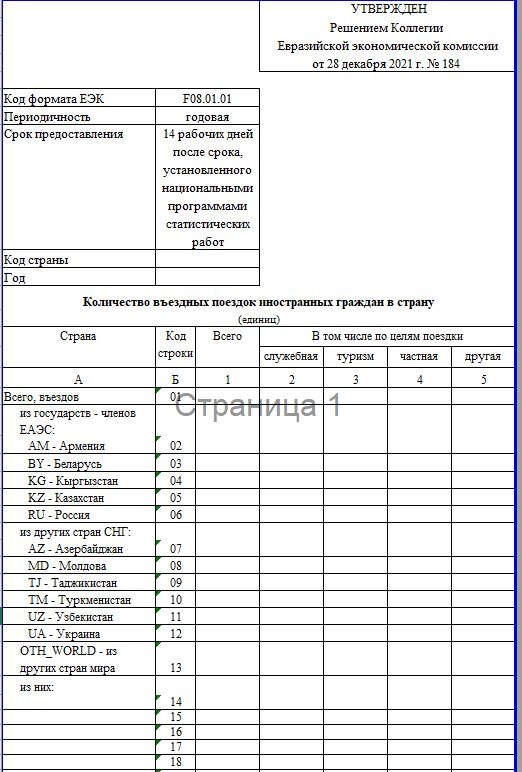 УТВЕРЖДЕН
Решением Коллегии
Евразийской экономической комиссии
от 28 декабря 2021 г. № 184
Код формата ЕЭК F08.01.01
Периодичность годовая
Срок предоставления 14 рабочих дней
после срока,
установленного
национальными
программами
статистических
работ
Код страны
Год
Количество въездных поездок иностранных граждан в страну
(единиц)
Страна Код Всего В том числе по целям поездки
строки служебная туризм частная другая
А Б 1 2 3 4 5
Всего, въездов 01
Страница 1
из государств - членов
ЕАЭС:
AM - Армения 02
BY - Беларусь 03
KG - Кыргызстан 04
KZ - Казахстан 05
RU - Россия 06
из других стран СНГ:
AZ - Азербайджан 07
MD - Молдова 08
TJ - Таджикистан 09
TM - Туркменистан 10
UZ - Узбекистан 11
UA - Украина 12
OTH_WORLD - из
других стран мира 13
из них:
14
15
16
17
18